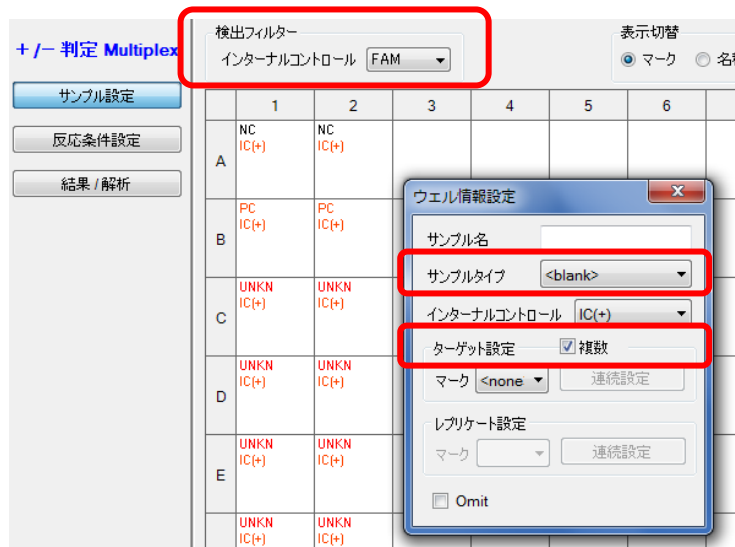 +/− 判定 Multiplex
サンプル設定
反応条件設定
結果 / 解析
検出フィルター
インターナルコントロール FAM
表示切替
マーク
1 2 3 4 5 6
A
NC NC
IC(+) IC(+)
B
PC PC
IC(+) IC(+)
C
UNKN UNKN
IC(+) IC(+)
D
UNKN UNKN
IC(+) IC(+)
E
UNKN UNKN
IC(+) IC(+)
UNKN UNKN
IC(+) IC(+)
ウェル情報設定
サンプル名
サンプルタイプ <blank>
インターナルコントロール IC(+)
ターゲット設定 複数
マーク <none 連続設定
レプリケート設定
マーク 連続設定
Omit